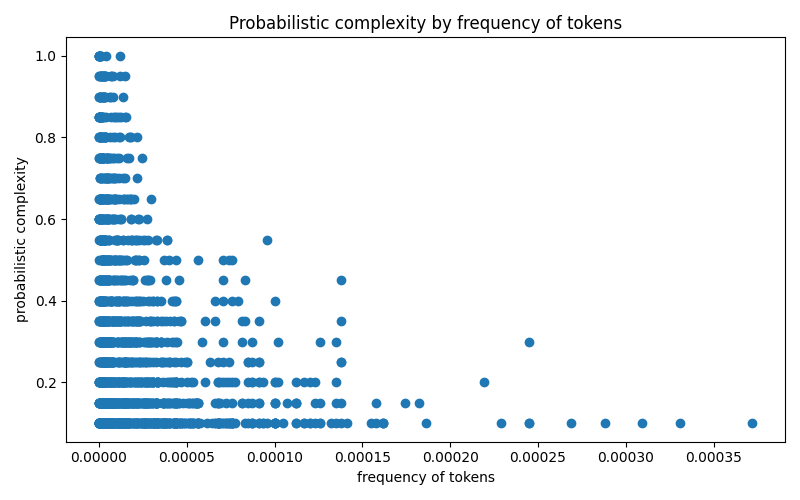 Probabilistic complexity by frequency of tokens
probabilistic complexity
1.0
0.8
0.6
0.4
0.2
0.00000 0.00005 0.00010 0.00015 0.00020 0.00025 0.00030 0.00035
frequency of tokens